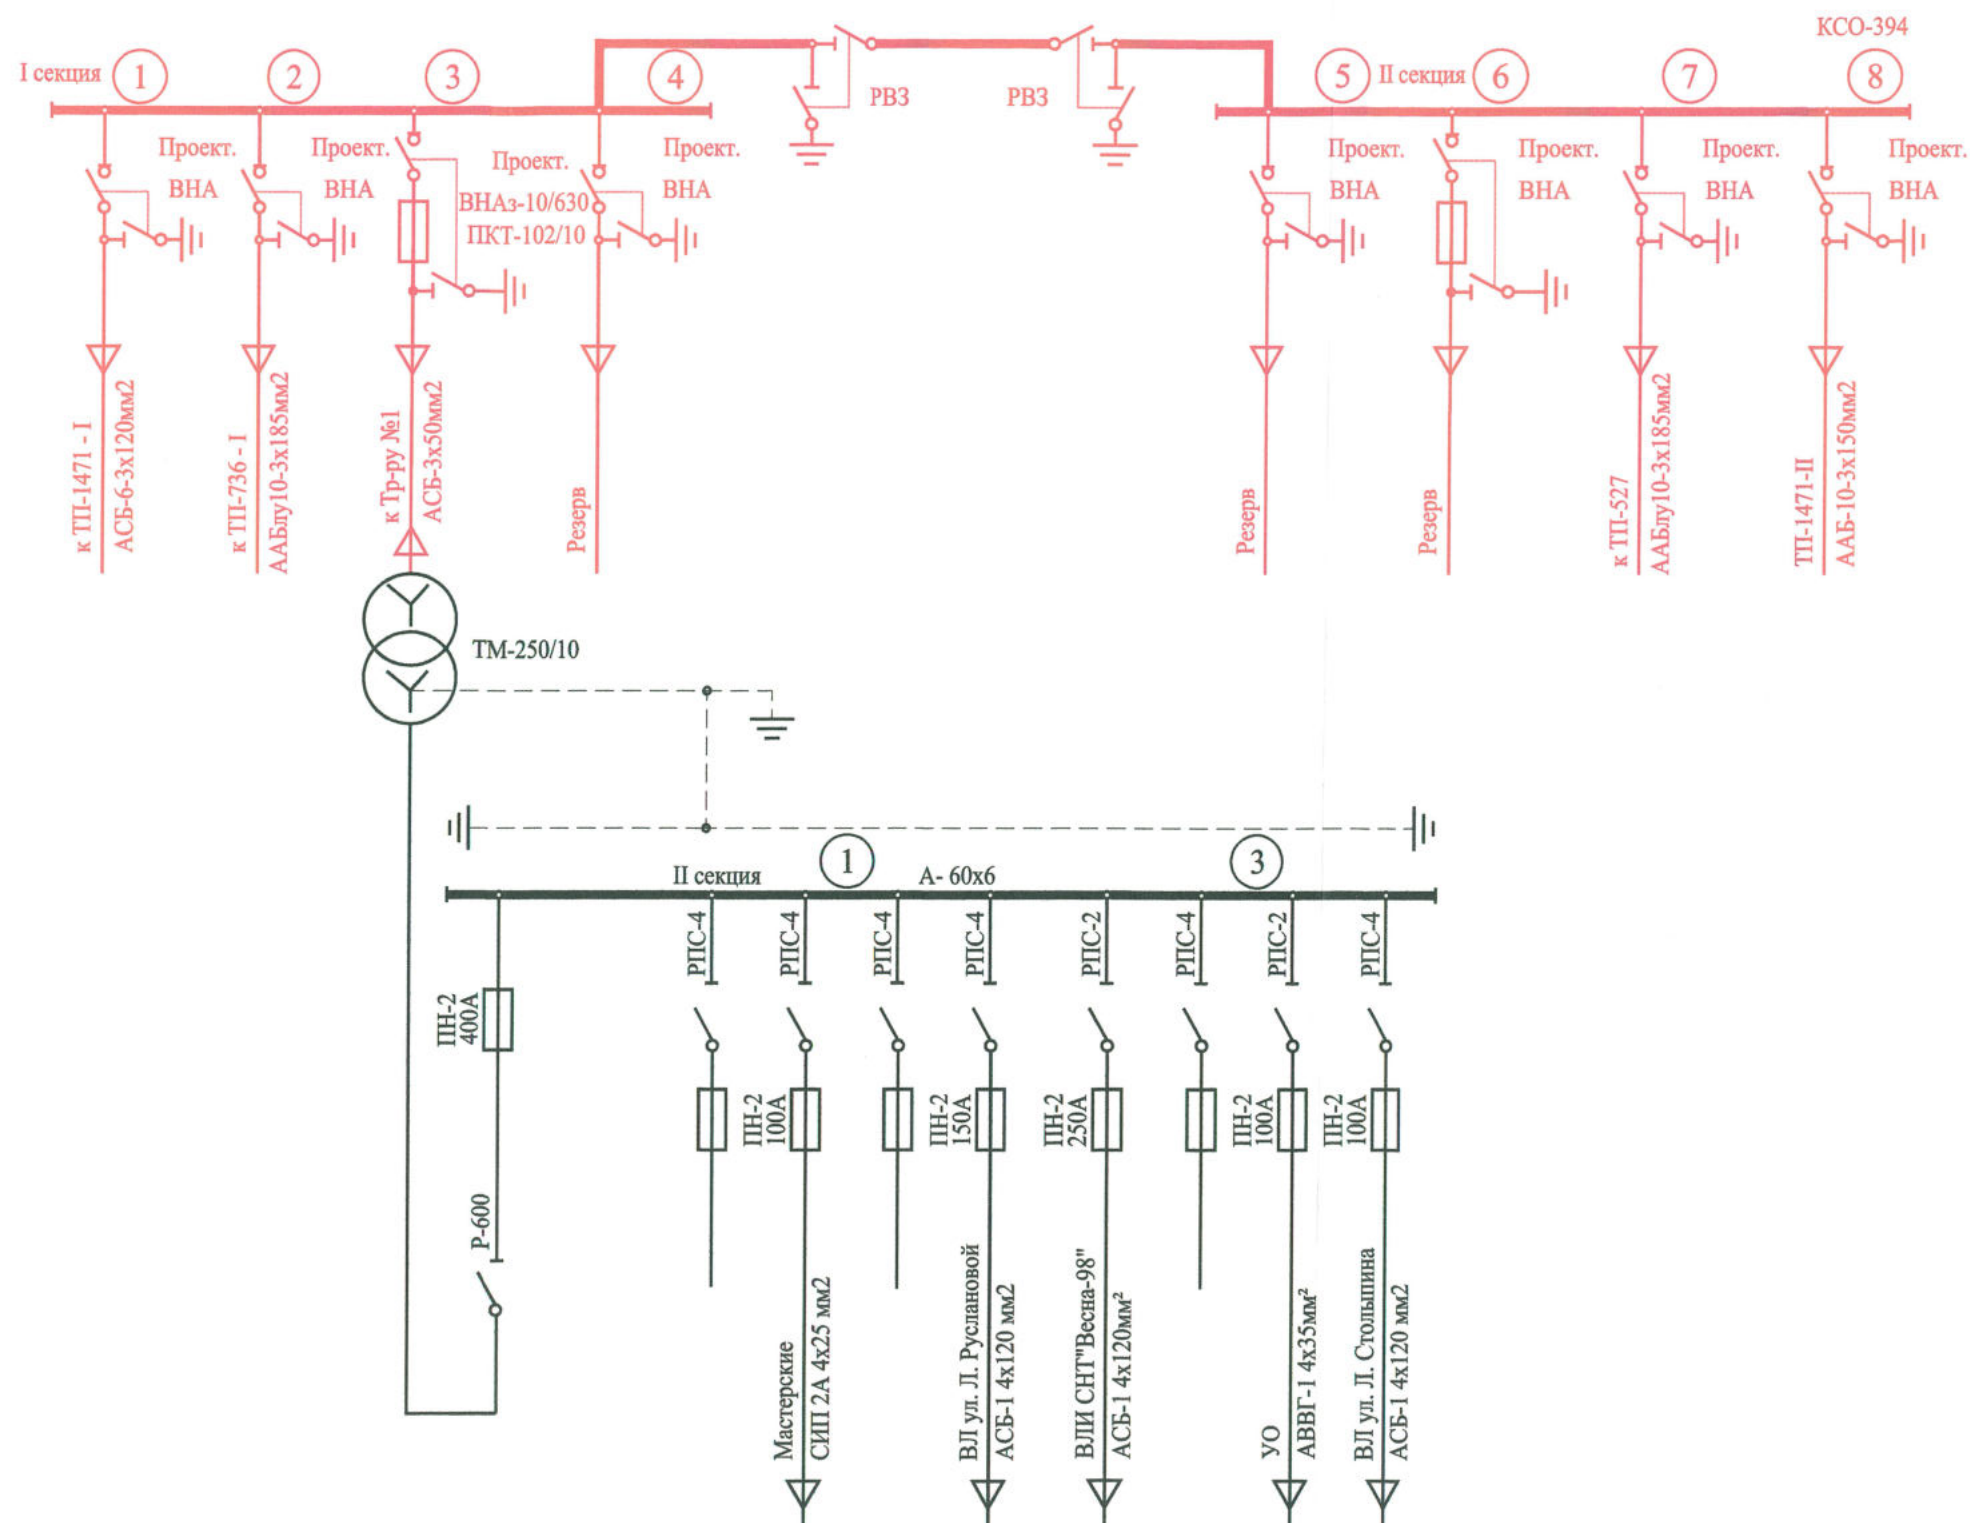 КСО-394
I секция
1
2
3
4
РВЗ
РВЗ
5
II секция
6
7
8
Проект.
ВНА
Проект.
ВНА
Проект.
ВНАз-10/630
ПКТ-102/10
Проект.
ВНА
Проект.
ВНА
Проект.
ВНА
Проект.
ВНА
Проект.
ВНА
к ТП-1471 - I
АСБ-6-3х120мм2
к ТП-736 - I
ААБлу10-3х185мм2
к Тр-ру №1
АСБ-3х50мм2
Резерв
Резерв
Резерв
к ТП-527
ААБлу10-3х185мм2
ТП-1471-II
ААБ-10-3х150мм2
ТМ-250/10
II секция
1
А- 60х6
3
РПС-4
РПС-4
РПС-4
РПС-4
РПС-2
РПС-4
РПС-2
РПС-4
ПН-2
400А
ПН-2
100А
ПН-2
150А
ПН-2
250А
ПН-2
100А
ПН-2
100А
Р-600
Мастерские
СИП 2А 4х25 мм2
ВЛ ул. Л. Руслановой
АСБ-1 4х120 мм2
ВЛИ СНТ"Весна-98"
АСБ-1 4х120мм²
УО
АВВГ-1 4х35мм²
ВЛ ул. Л. Столыпина
АСБ-1 4х120 мм2